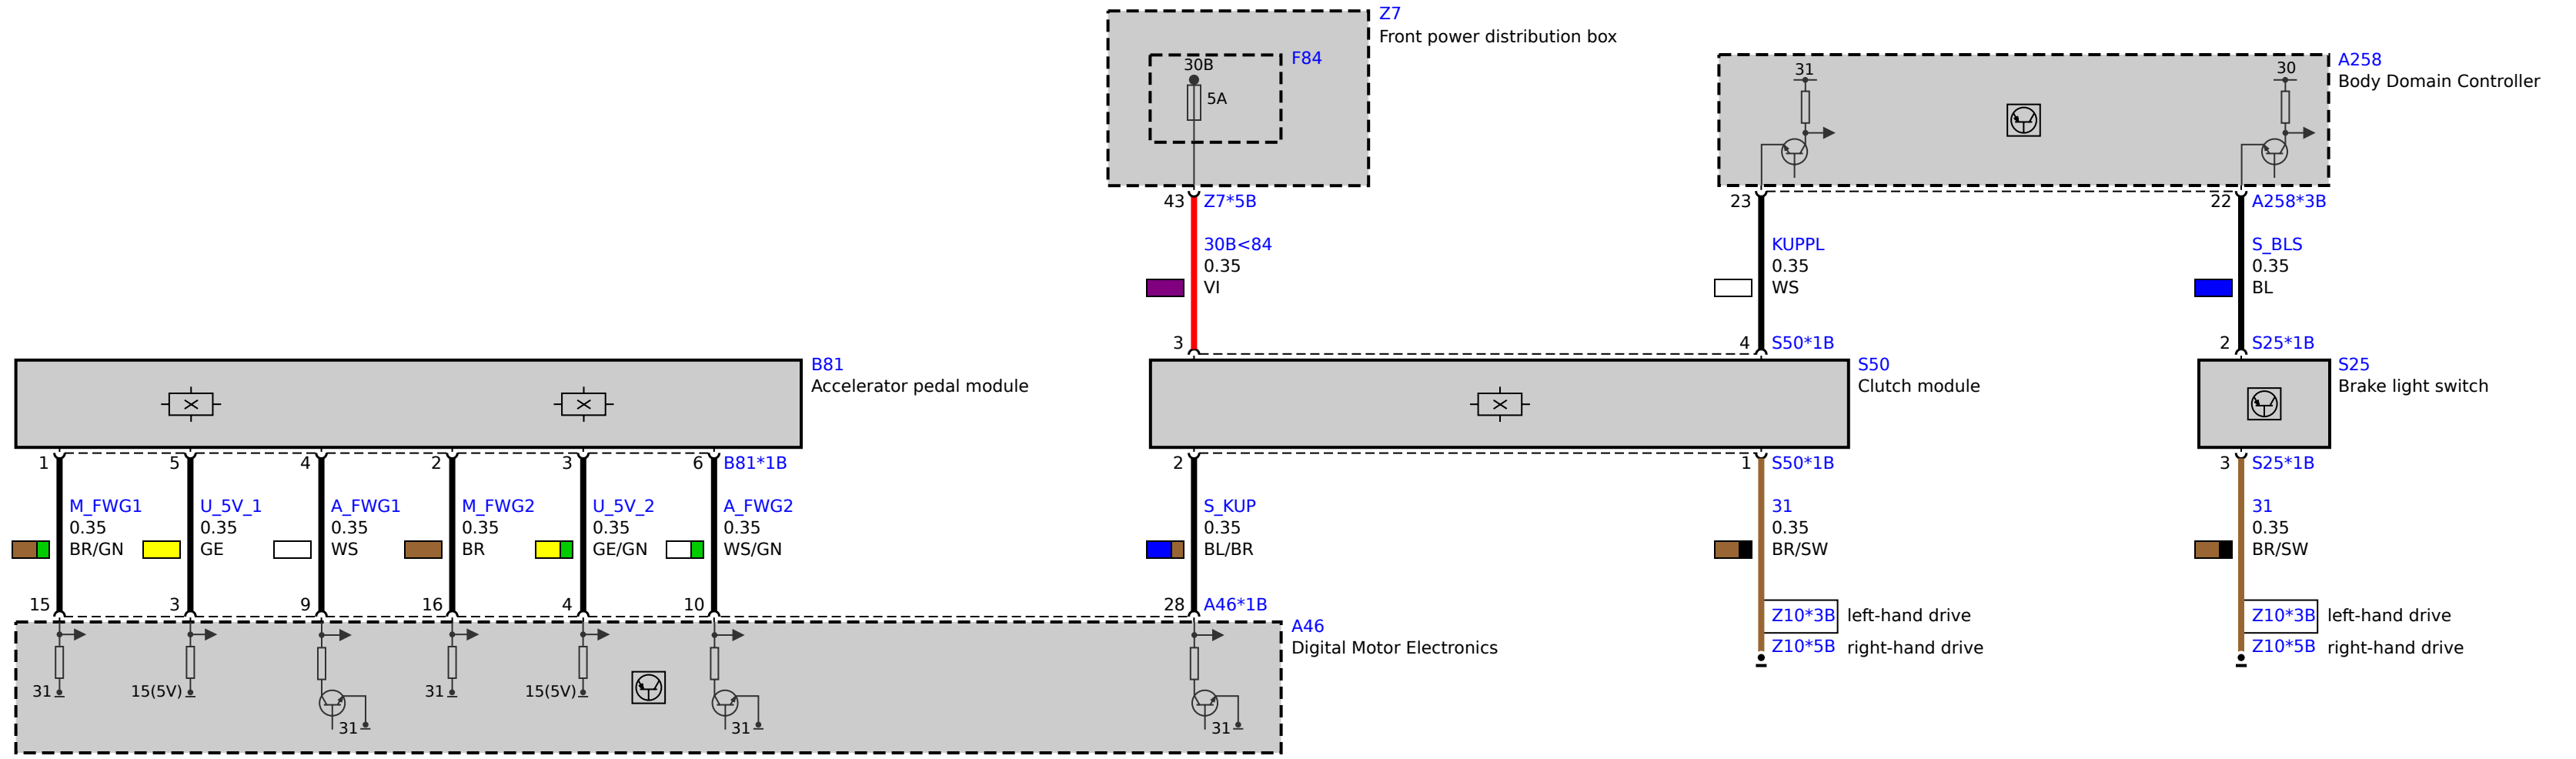 Z7
Front power distribution box
F84
30B
5A
A258
Body Domain Controller
31
30
43
Z7*5B
23
22
A258*3B
30B<84
0.35
VI
KUPPL
0.35
WS
S_BLS
0.35
BL
3
4
S50*1B
2
S25*1B
B81
Accelerator pedal module
S50
Clutch module
S25
Brake light switch
1
5
4
2
3
6
B81*1B
2
1
S50*1B
3
S25*1B
M_FWG1
0.35
BR/GN
U_5V_1
0.35
GE
A_FWG1
0.35
WS
M_FWG2
0.35
BR
U_5V_2
0.35
GE/GN
A_FWG2
0.35
WS/GN
S_KUP
0.35
BL/BR
31
0.35
BR/SW
31
0.35
BR/SW
15
3
9
16
4
10
28
A46*1B
Z10*3B left-hand drive
Z10*5B right-hand drive
Z10*3B left-hand drive
Z10*5B right-hand drive
A46
Digital Motor Electronics
31
15(5V)
31
31
15(5V)
31
31